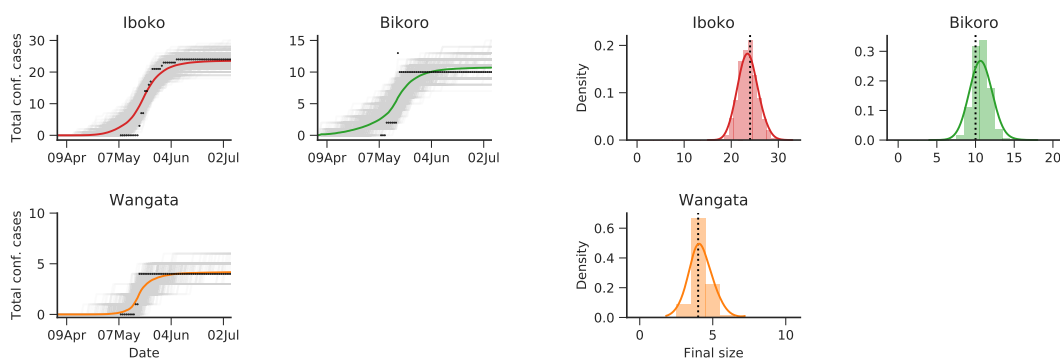 Iboko
Bikoro
Iboko
Bikoro
Total conf. cases
30
20
10
0
15
10
5
0
Density
0.2
0.1
0.0
0.3
0.2
0.1
0.0
09Apr 07May 04Jun 02Jul
09Apr 07May 04Jun 02Jul
0 10 20 30
0 5 10 15 20
Wangata
Wangata
Total conf. cases
10
5
0
Density
0.6
0.4
0.2
0.0
09Apr 07May 04Jun 02Jul
0 5 10
Date
Final size